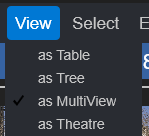 View Select
as Table
as Tree
as MultiView
as Theatre